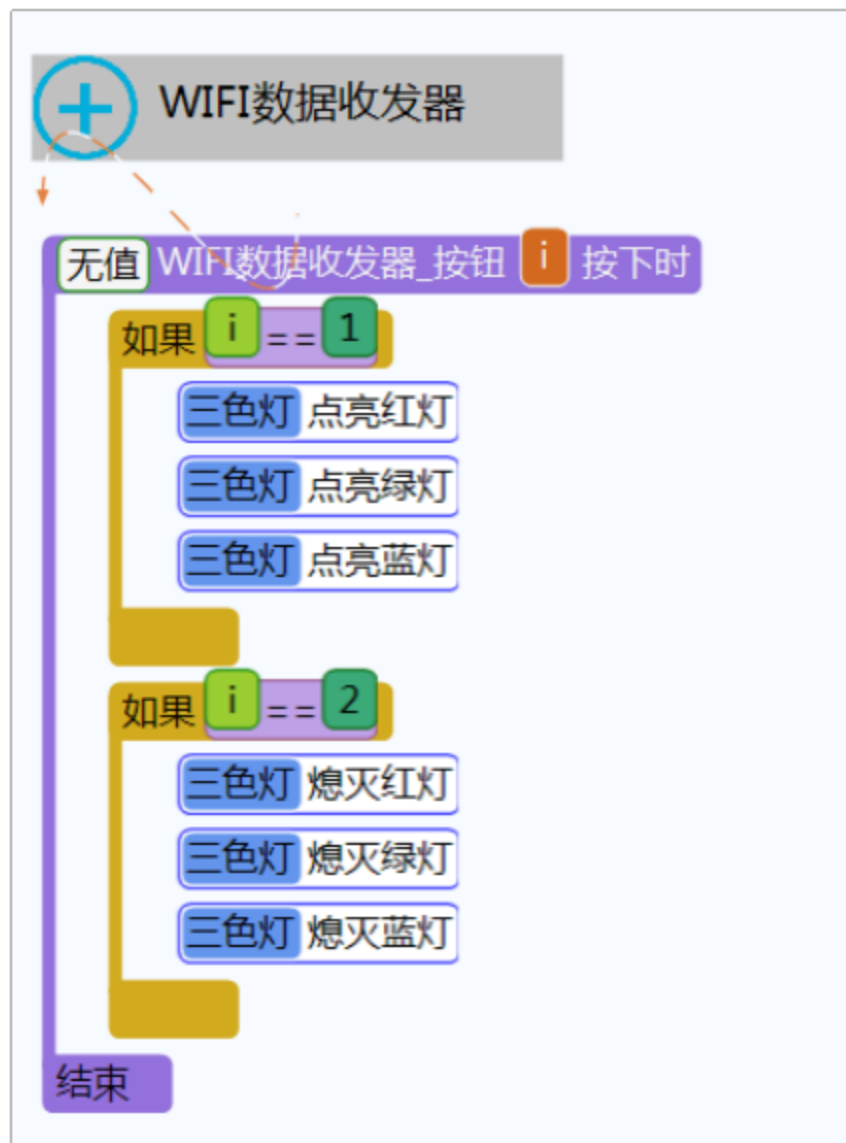 WIFI数据收发器
无值 WIFI数据收发器_按钮 i 按下时
如果 i == 1
三色灯 点亮红灯
三色灯 点亮绿灯
三色灯 点亮蓝灯
如果 i == 2
三色灯 熄灭红灯
三色灯 熄灭绿灯
三色灯 熄灭蓝灯
结束